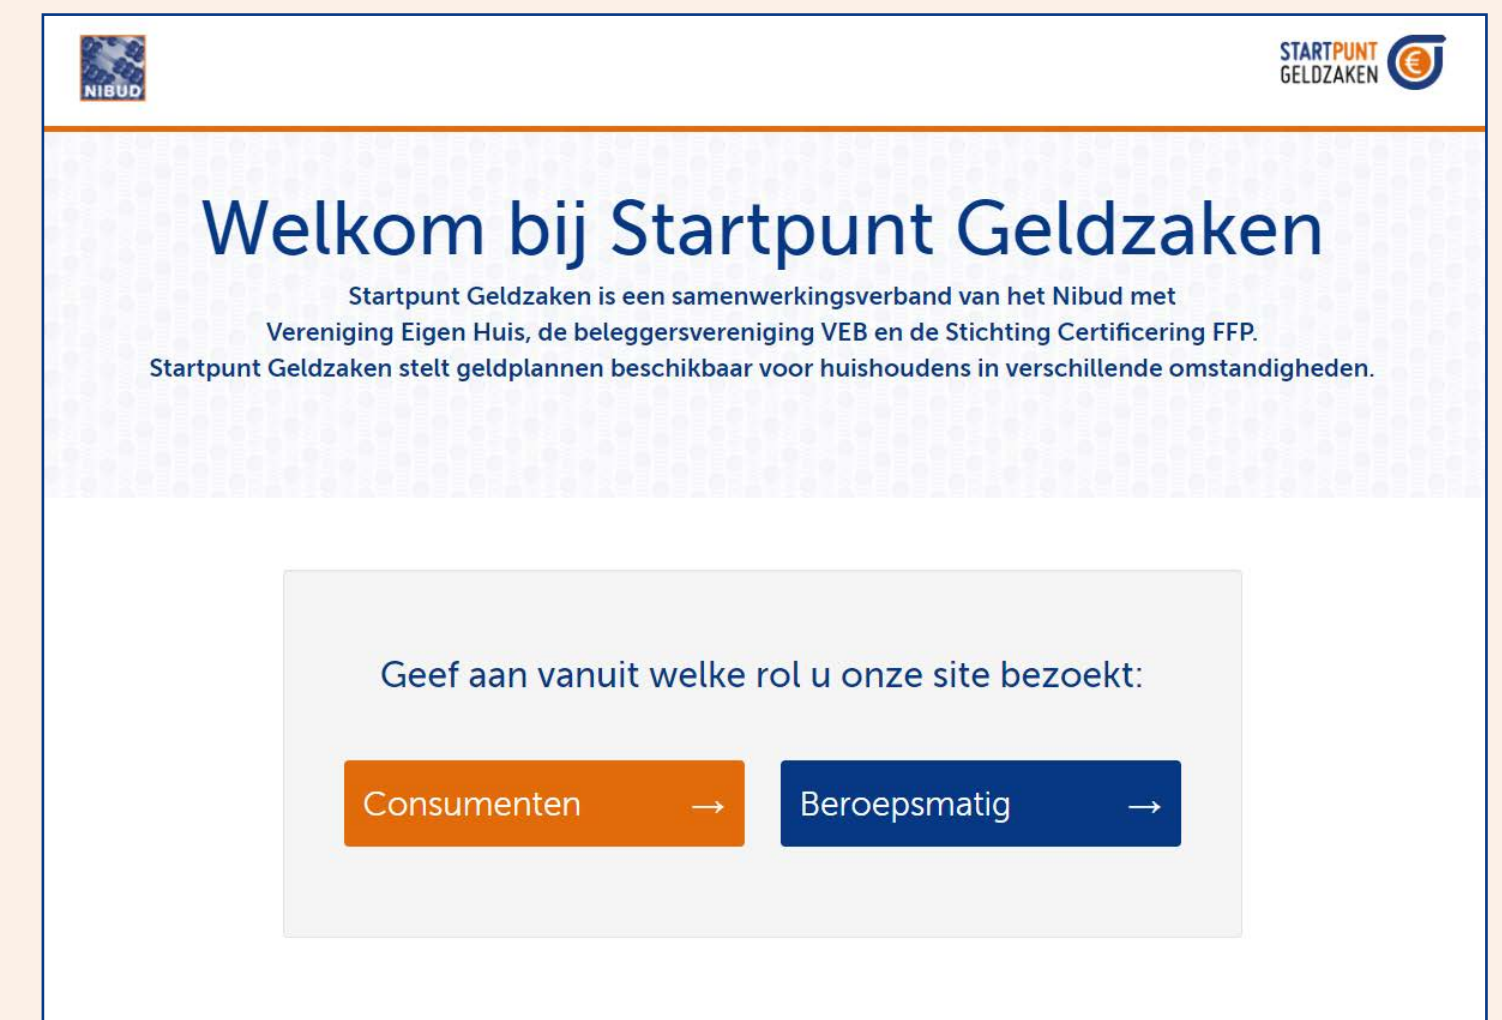 NIBUD
STARTPUNT
GELDZAKEN
Welkom bij Startpunt Geldzaken
Startpunt Geldzaken is een samenwerkingsverband van het Nibud met
Vereniging Eigen Huis, de beleggersvereniging VEB en de Stichting Certificering FFP.
Startpunt Geldzaken stelt geldplannen beschikbaar voor huishoudens in verschillende omstandigheden.
Geef aan vanuit welke rol u onze site bezoekt:
Consumenten →
Beroepsmatig →